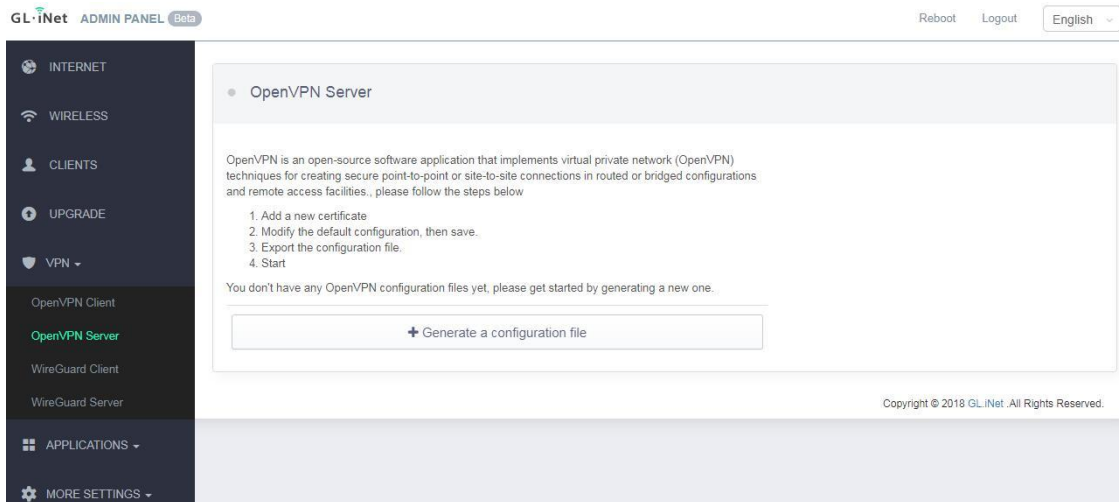 GL·iNet ADMIN PANEL Beta
Reboot Logout English
INTERNET
WIRELESS
CLIENTS
UPGRADE
VPN
OpenVPN Client
OpenVPN Server
WireGuard Client
WireGuard Server
APPLICATIONS
MORE SETTINGS
OpenVPN Server
OpenVPN is an open-source software application that implements virtual private network (OpenVPN)
techniques for creating secure point-to-point or site-to-site connections in routed or bridged configurations
and remote access facilities., please follow the steps below
1. Add a new certificate
2. Modify the default configuration, then save.
3. Export the configuration file.
4. Start
You don't have any OpenVPN configuration files yet, please get started by generating a new one.
+ Generate a configuration file
Copyright © 2018 GL.iNet .All Rights Reserved.